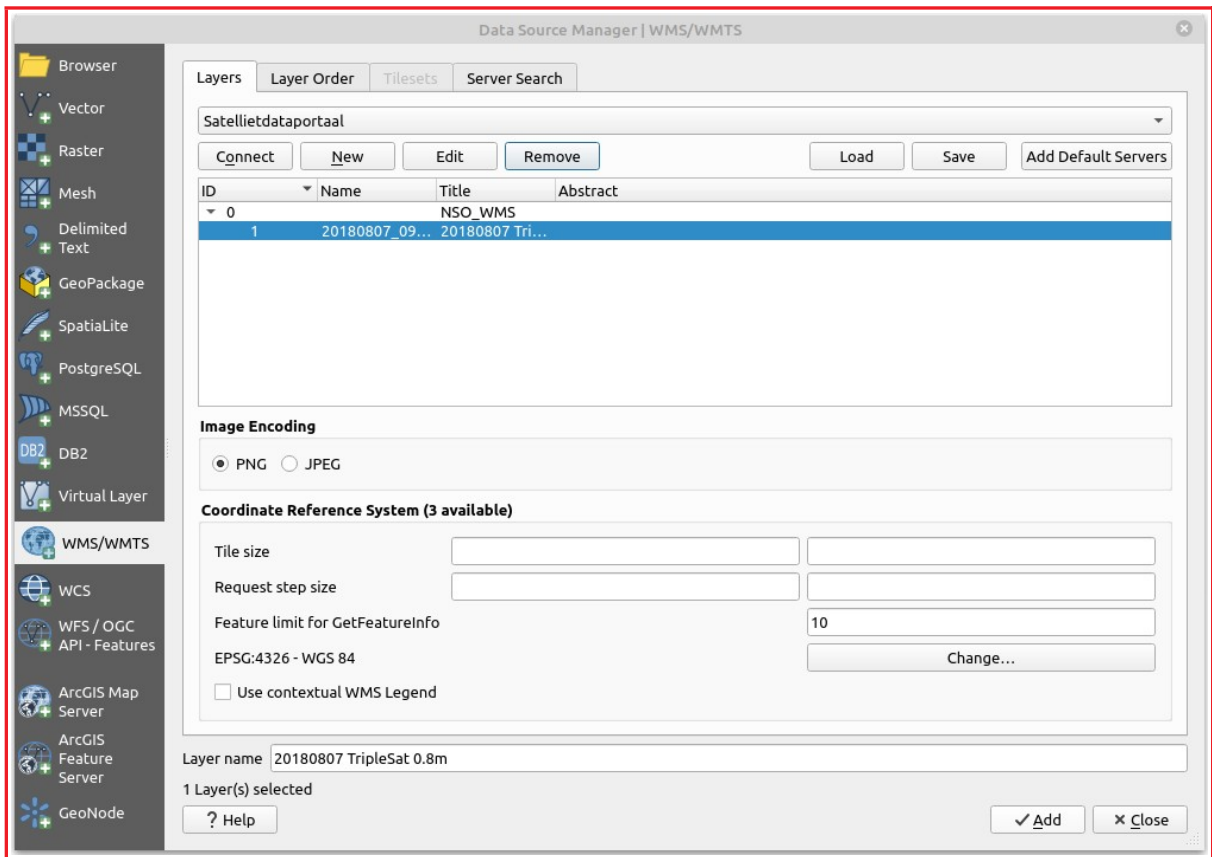 Data Source Manager | WMS/WMTS
Browser
Vector
Raster
Mesh
Delimited
Text
GeoPackage
SpatiaLite
PostgreSQL
MSSQL
DB2
DB2
Virtual Layer
WMS/WMTS
WCS
WFS / OGC
API - Features
ArcGIS Map
Server
ArcGIS
Feature
Server
GeoNode
Layers Layer Order Tilesets Server Search
Satellietdataportaal
Connect New Edit Remove Load Save Add Default Servers
ID Name Title Abstract
0 NSO_WMS
1 20180807_09... 20180807 Tri...
Image Encoding
PNG JPEG
Coordinate Reference System (3 available)
Tile size
Request step size
Feature limit for GetFeatureInfo 10
EPSG:4326 - WGS 84 Change...
Use contextual WMS Legend
Layer name 20180807 TripleSat 0.8m
1 Layer(s) selected
? Help Add Close